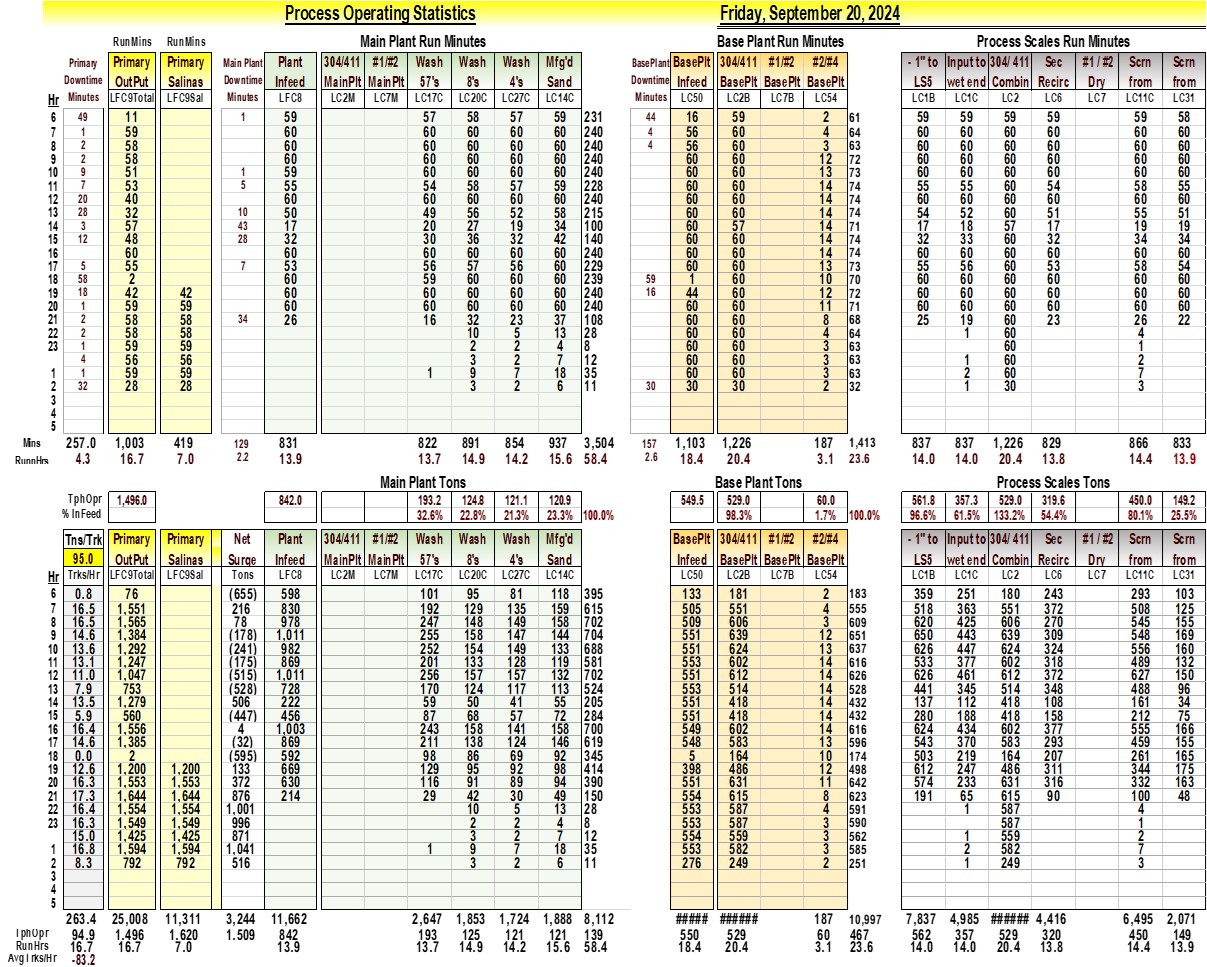 Process Operating Statistics Friday, September 20, 2024
RunMins RunMins Main Plant Run Minutes Base Plant Run Minutes Process Scales Run Minutes
Primary Primary Primary Main Plant Plant 304/411 #1/#2 Wash Wash Wash Mfg'd BasePlant BasePlt 304/411 #1/#2 #2/#4 - 1" to Input to 304/ 411 Sec #1 / #2 Scrn Scrn
Downtime OutPut Salinas Downtime Infeed MainPlt MainPlt 57's 8's 4's Sand Downtime Infeed BasePlt BasePlt BasePlt LS5 wet end Combin Recirc Dry from from
Hr Minutes LFC9Total LFC9Sal Minutes LFC8 LC2M LC7M LC17C LC20C LC27C LC14C Minutes LC50 LC2B LC7B LC54 LC1B LC1C LC2 LC6 LC7 LC11C LC31
6 49 11 1 59 57 58 57 59 231 44 16 59 2 61 59 59 59 59 59 58
7 1 59 60 60 60 60 60 240 4 56 60 4 64 60 60 60 60 60 60
8 2 58 60 60 60 60 60 240 4 56 60 3 63 60 60 60 60 60 60
9 2 58 60 60 60 60 60 240 60 60 12 72 60 60 60 60 60 60
10 9 51 1 59 60 60 60 60 240 60 60 13 73 60 60 60 60 60 60
11 7 53 5 55 54 58 57 59 228 60 60 14 74 55 55 60 54 58 55
12 20 40 60 60 60 60 60 240 60 60 14 74 60 60 60 60 60 60
13 28 32 10 50 49 56 52 58 215 60 60 14 74 54 52 60 51 55 51
14 3 57 43 17 20 27 19 34 100 60 57 14 71 17 18 57 17 19 19
15 12 48 28 32 30 36 32 42 140 60 60 14 74 32 33 60 32 34 34
16 60 60 60 60 60 60 240 60 60 14 74 60 60 60 60 60 60
17 5 55 7 53 56 57 56 60 229 60 60 13 73 55 56 60 53 58 54
18 58 2 60 59 60 60 60 239 59 1 60 10 70 60 60 60 60 60 60
19 18 42 42 60 60 60 60 60 240 16 44 60 12 72 60 60 60 60 60 60
20 1 59 59 60 60 60 60 60 240 60 60 11 71 60 60 60 60 60 60
21 2 58 58 34 26 16 32 23 37 108 60 60 8 68 25 19 60 23 26 22
22 2 58 58 10 5 13 28 60 60 4 64 1 60 4
23 1 59 59 2 2 4 8 60 60 3 63 60 1
4 56 56 3 2 7 12 60 60 3 63 1 60 2
1 1 59 59 1 9 7 18 35 60 60 3 63 2 60 7
2 32 28 28 3 2 6 11 30 30 30 2 32 1 30 3
3
4
5
Mins 257.0 1,003 419 129 831 822 891 854 937 3,504 157 1,103 1,226 187 1,413 837 837 1,226 829 866 833
RunnHrs 4.3 16.7 7.0 2.2 13.9 13.7 14.9 14.2 15.6 58.4 2.6 18.4 20.4 3.1 23.6 14.0 14.0 20.4 13.8 14.4 13.9
Main Plant Tons Base Plant Tons Process Scales Tons
TphOpr 1,496.0 842.0 193.2 124.8 121.1 120.9 549.5 529.0 60.0 561.8 357.3 529.0 319.6 450.0 149.2
% InFeed 32.6% 22.8% 21.3% 23.3% 100.0% 98.3% 1.7% 100.0% 96.6% 61.5% 133.2% 54.4% 80.1% 25.5%
Tns/Trk Primary Primary Net Plant 304/411 #1/#2 Wash Wash Wash Mfg'd BasePlt 304/411 #1/#2 #2/#4 - 1" to Input to 304/ 411 Sec #1 / #2 Scrn Scrn
95.0 OutPut Salinas Surge Infeed MainPlt MainPlt 57's 8's 4's Sand Infeed BasePlt BasePlt BasePlt LS5 wet end Combin Recirc Dry from from
Hr Trks/Hr LFC9Total LFC9Sal Tons LFC8 LC2M LC7M LC17C LC20C LC27C LC14C LC50 LC2B LC7B LC54 LC1B LC1C LC2 LC6 LC7 LC11C LC31
6 0.8 76 (655) 598 101 95 81 118 395 133 181 2 183 359 251 180 243 293 103
7 16.5 1,551 216 830 192 129 135 159 615 505 551 4 555 518 363 551 372 508 125
8 16.5 1,565 78 978 247 148 149 158 702 509 606 3 609 620 425 606 270 545 155
9 14.6 1,384 (178) 1,011 255 158 147 144 704 551 639 12 651 650 443 639 309 548 169
10 13.6 1,292 (241) 982 252 154 149 133 688 551 624 13 637 626 447 624 324 556 160
11 13.1 1,247 (175) 869 201 133 128 119 581 553 602 14 616 533 377 602 318 489 132
12 11.0 1,047 (515) 1,011 256 157 157 132 702 551 612 14 626 626 461 612 372 627 150
13 7.9 753 (528) 728 170 124 117 113 524 553 514 14 528 441 345 514 348 488 96
14 13.5 1,279 506 222 59 50 41 55 205 551 418 14 432 137 112 418 108 161 34
15 5.9 560 (447) 456 87 68 57 72 284 551 418 14 432 280 188 418 158 212 75
16 16.4 1,556 4 1,003 243 158 141 158 700 549 602 14 616 624 434 602 377 555 166
17 14.6 1,385 (32) 869 211 138 124 146 619 548 583 13 596 543 370 583 293 459 155
18 0.0 2 (595) 592 98 86 69 92 345 5 164 10 174 503 219 164 207 261 165
19 12.6 1,200 1,200 133 669 129 95 92 98 414 398 486 12 498 612 247 486 311 344 175
20 16.3 1,553 1,553 372 630 116 91 89 94 390 551 631 11 642 574 233 631 316 332 163
21 17.3 1,644 1,644 876 214 29 42 30 49 150 554 615 8 623 191 65 615 90 100 48
22 16.4 1,554 1,554 1,001 10 5 13 28 553 587 4 591 1 587 4
23 16.3 1,549 1,549 996 2 2 4 8 553 587 3 590 587 1
15.0 1,425 1,425 871 3 2 7 12 554 559 3 562 1 559 2
1 16.8 1,594 1,594 1,041 1 9 7 18 35 553 582 3 585 2 582 7
2 8.3 792 792 516 3 2 6 11 276 249 2 251 1 249 3
3
4
5
263.4 25,008 11,311 3,244 11,662 2,647 1,853 1,724 1,888 8,112 ##### ###### 187 10,997 7,837 4,985 ###### 4,416 6,495 2,071
TphOpr 94.9 1,496 1,620 1.509 842 193 125 121 121 139 550 529 60 467 562 357 529 320 450 149
RunHrs 16.7 16.7 7.0 13.9 13.7 14.9 14.2 15.6 58.4 18.4 20.4 3.1 23.6 14.0 14.0 20.4 13.8 14.4 13.9
AvgTrks/Hr -83.2